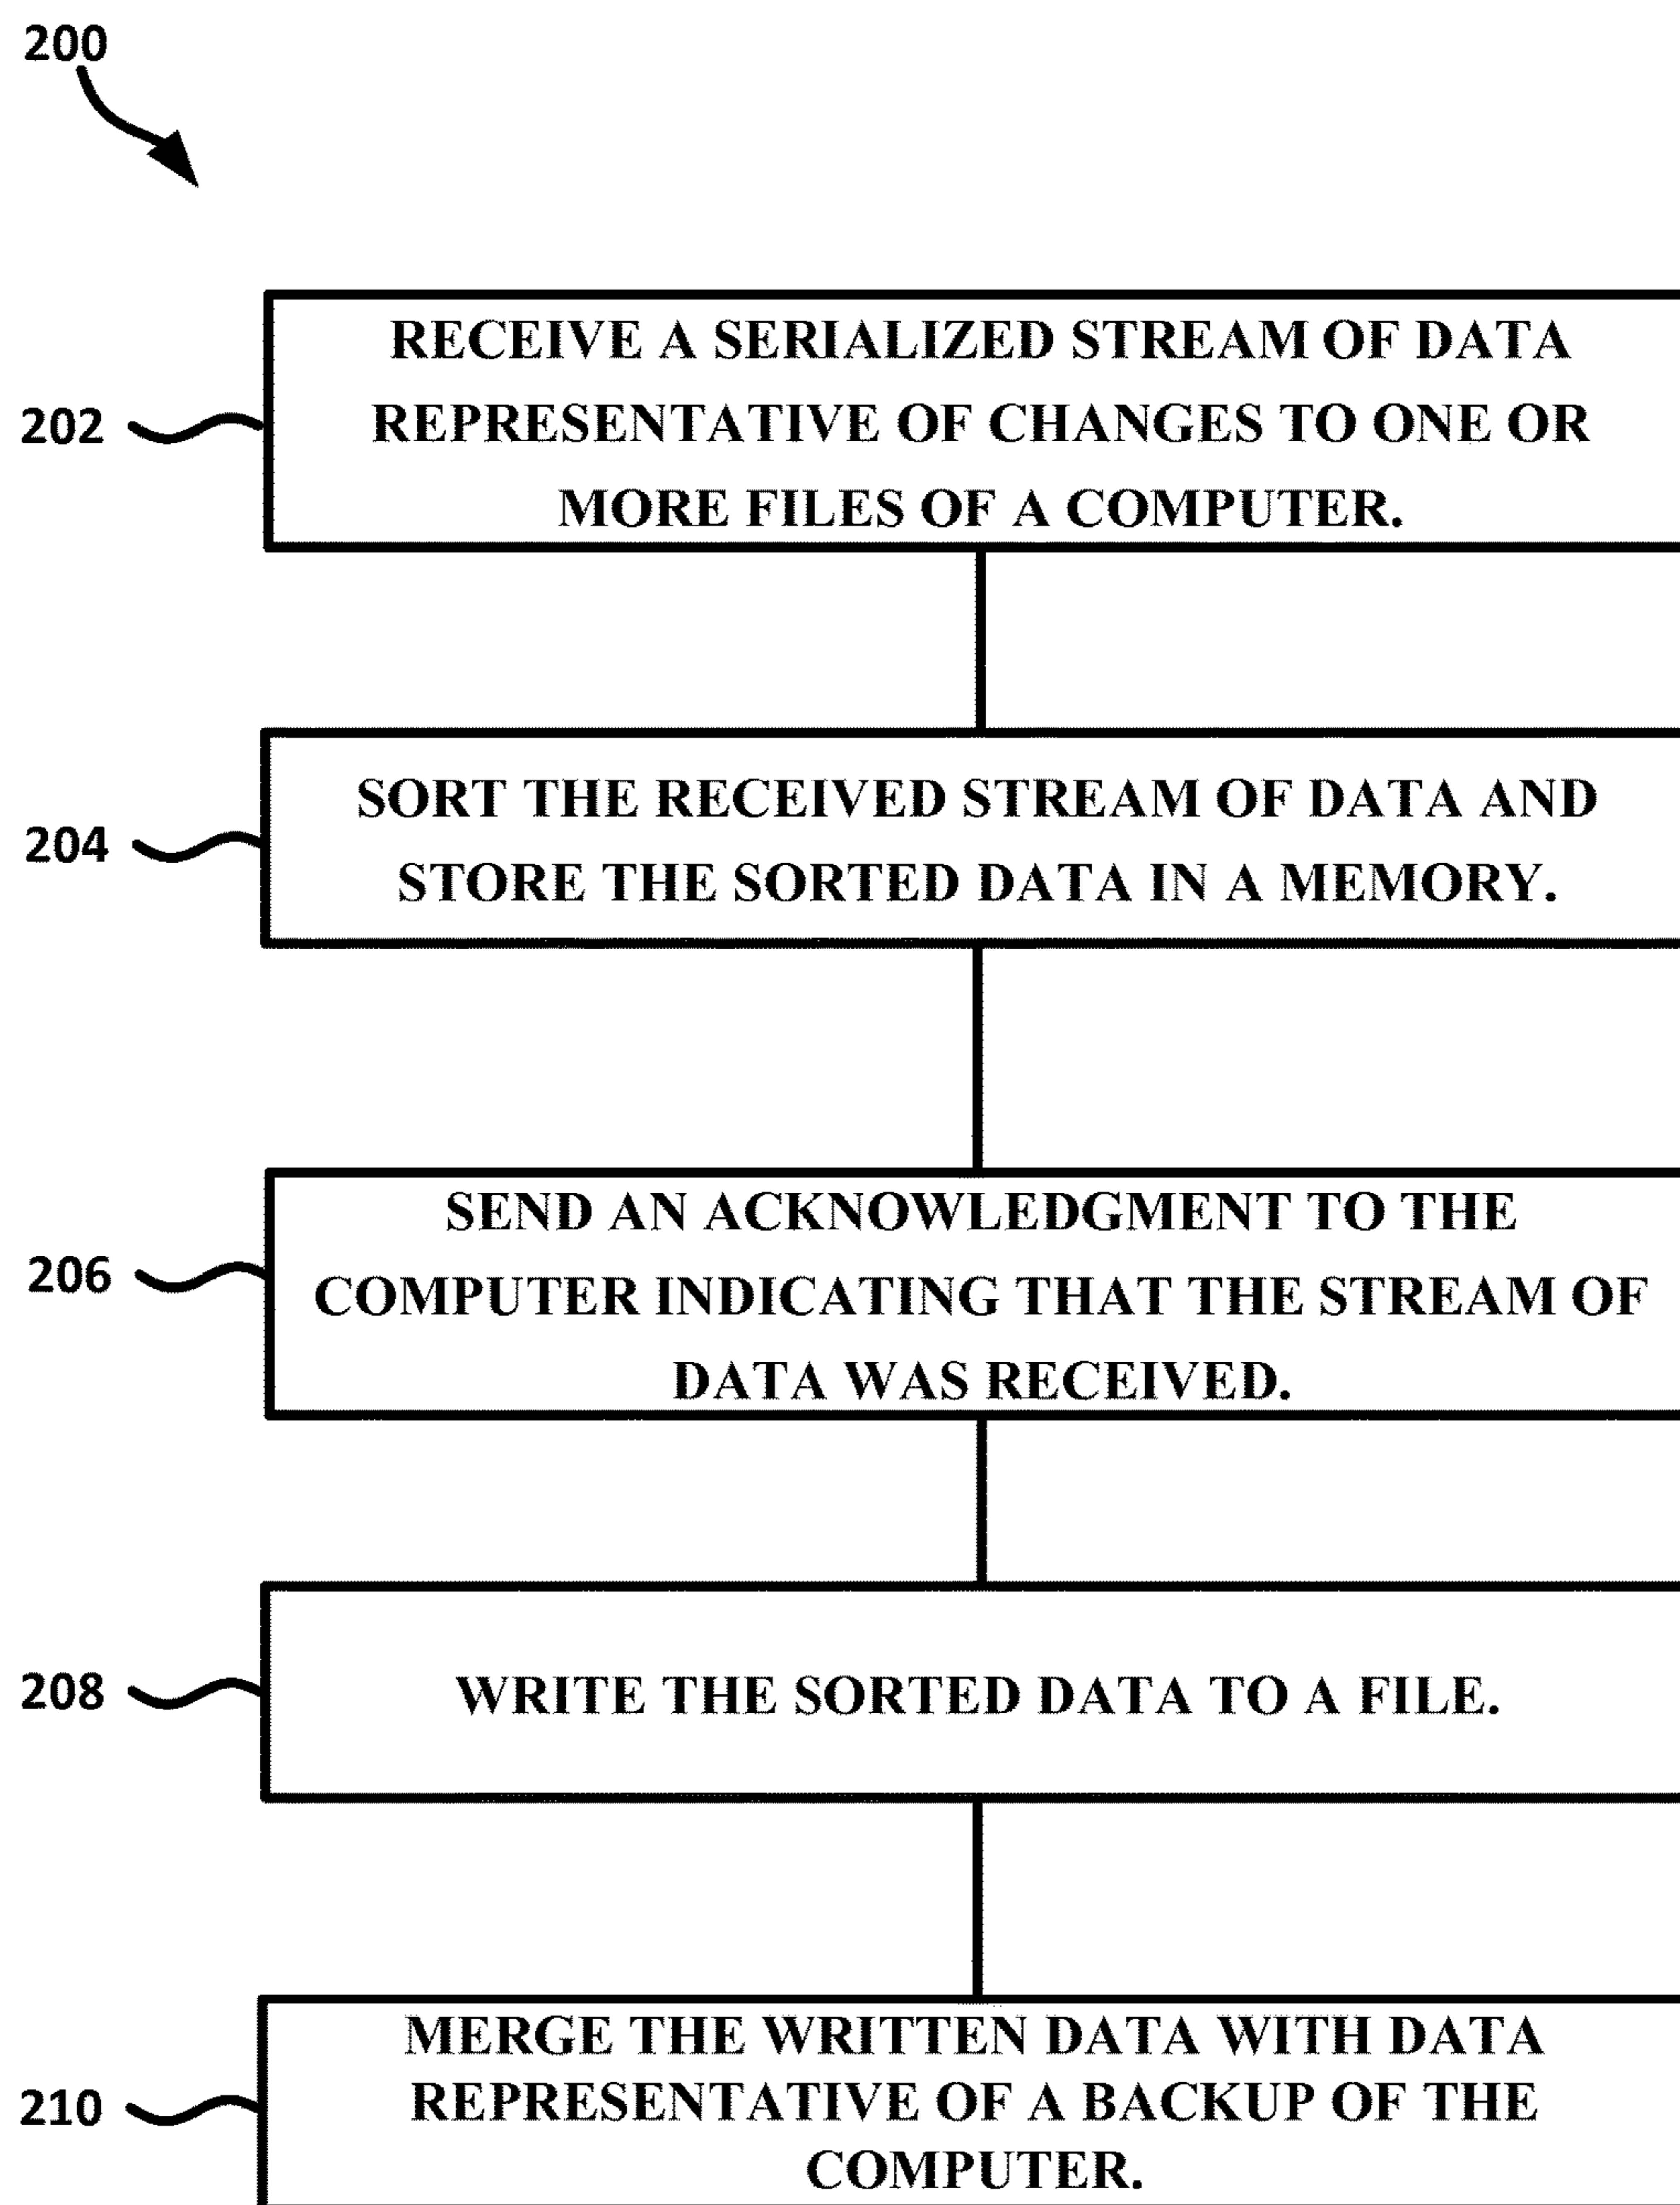 200
202
RECEIVE A SERIALIZED STREAM OF DATA
REPRESENTATIVE OF CHANGES TO ONE OR
MORE FILES OF A COMPUTER.
204
SORT THE RECEIVED STREAM OF DATA AND
STORE THE SORTED DATA IN A MEMORY.
206
SEND AN ACKNOWLEDGMENT TO THE
COMPUTER INDICATING THAT THE STREAM OF
DATA WAS RECEIVED.
208
WRITE THE SORTED DATA TO A FILE.
210
MERGE THE WRITTEN DATA WITH DATA
REPRESENTATIVE OF A BACKUP OF THE
COMPUTER.